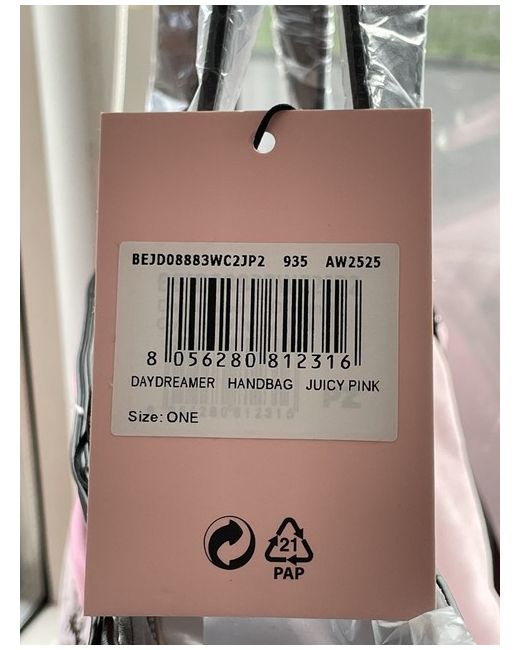 BEJD08883WC2JP2 935 AW2525
8 056280 812316
DAYDREAMER HANDBAG JUICY PINK
Size: ONE
21
PAP